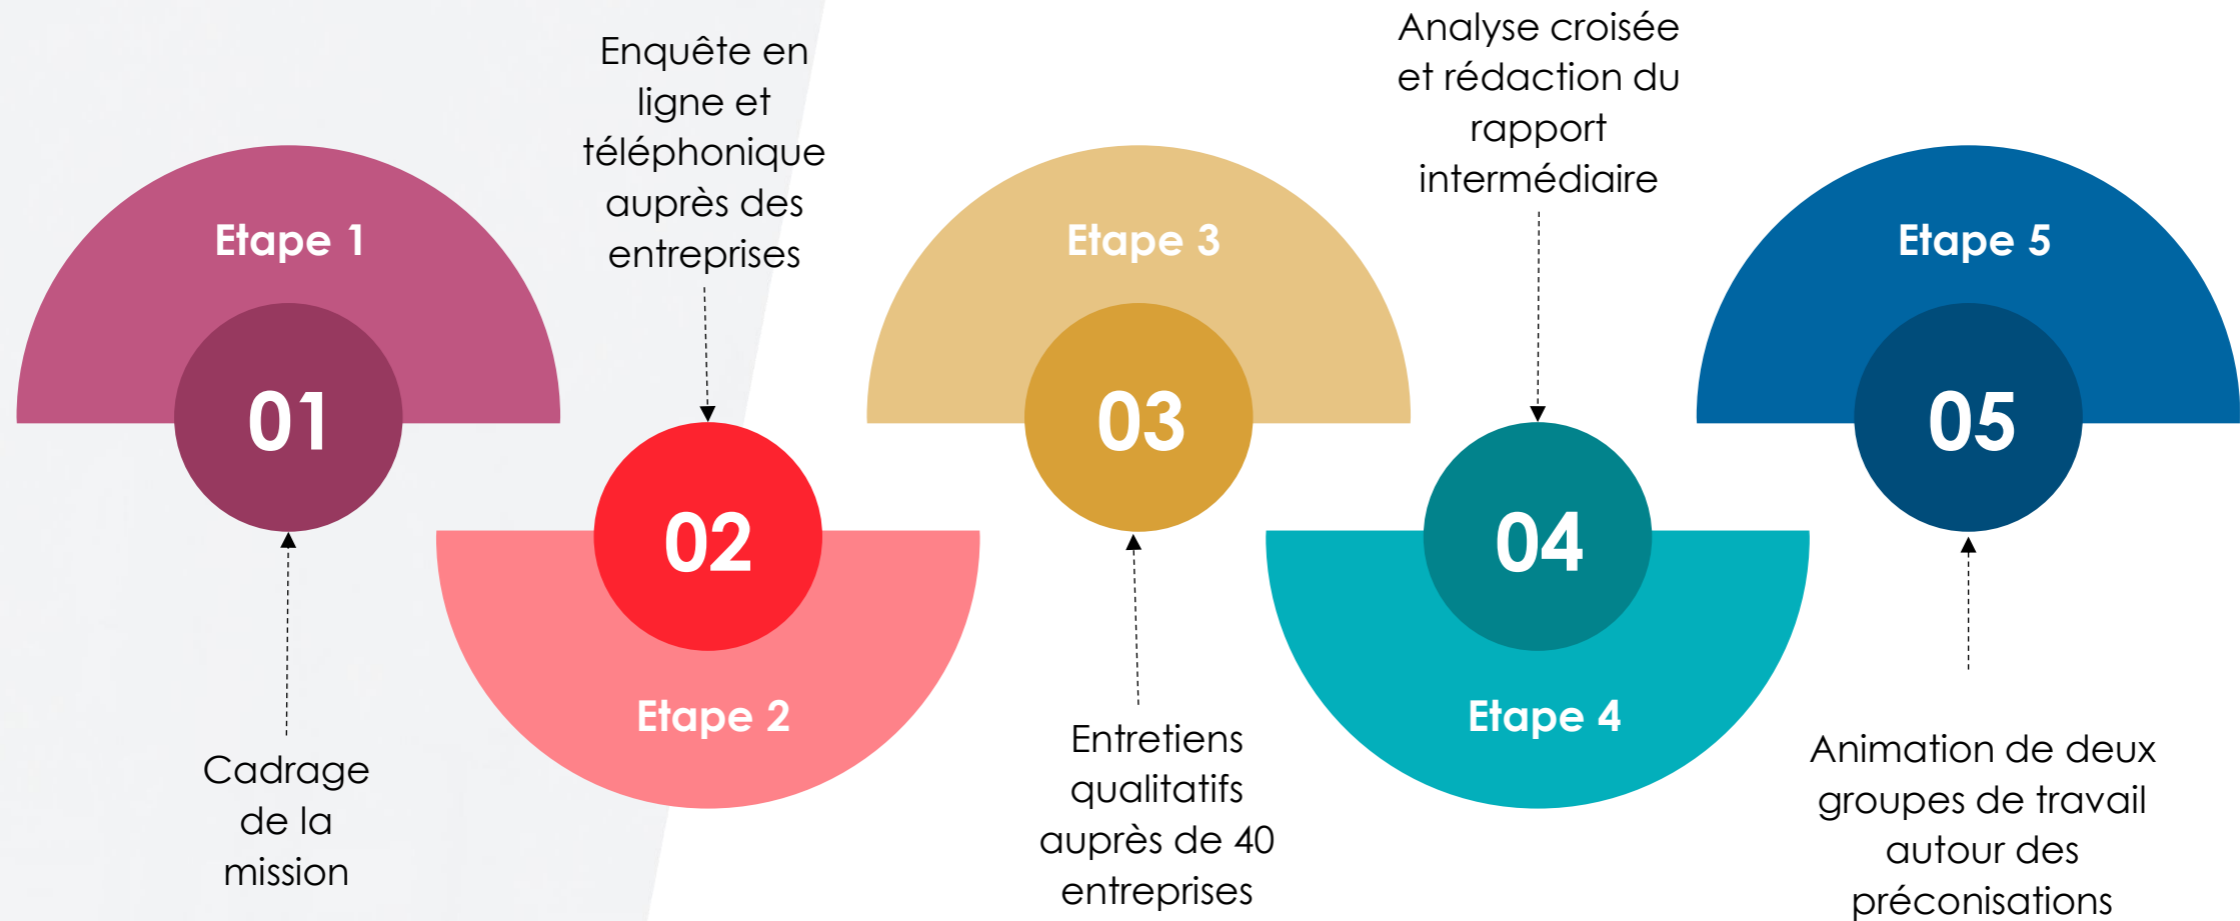 Etape 1
01
Cadrage
de la
mission
Enquête en
ligne et
téléphonique
auprès des
entreprises
02
Etape 2
Etape 3
03
Entretiens
qualitatifs
auprès de 40
entreprises
Analyse croisée
et rédaction du
rapport
intermédiaire
04
Etape 4
Etape 5
05
Animation de deux
groupes de travail
autour des
préconisations